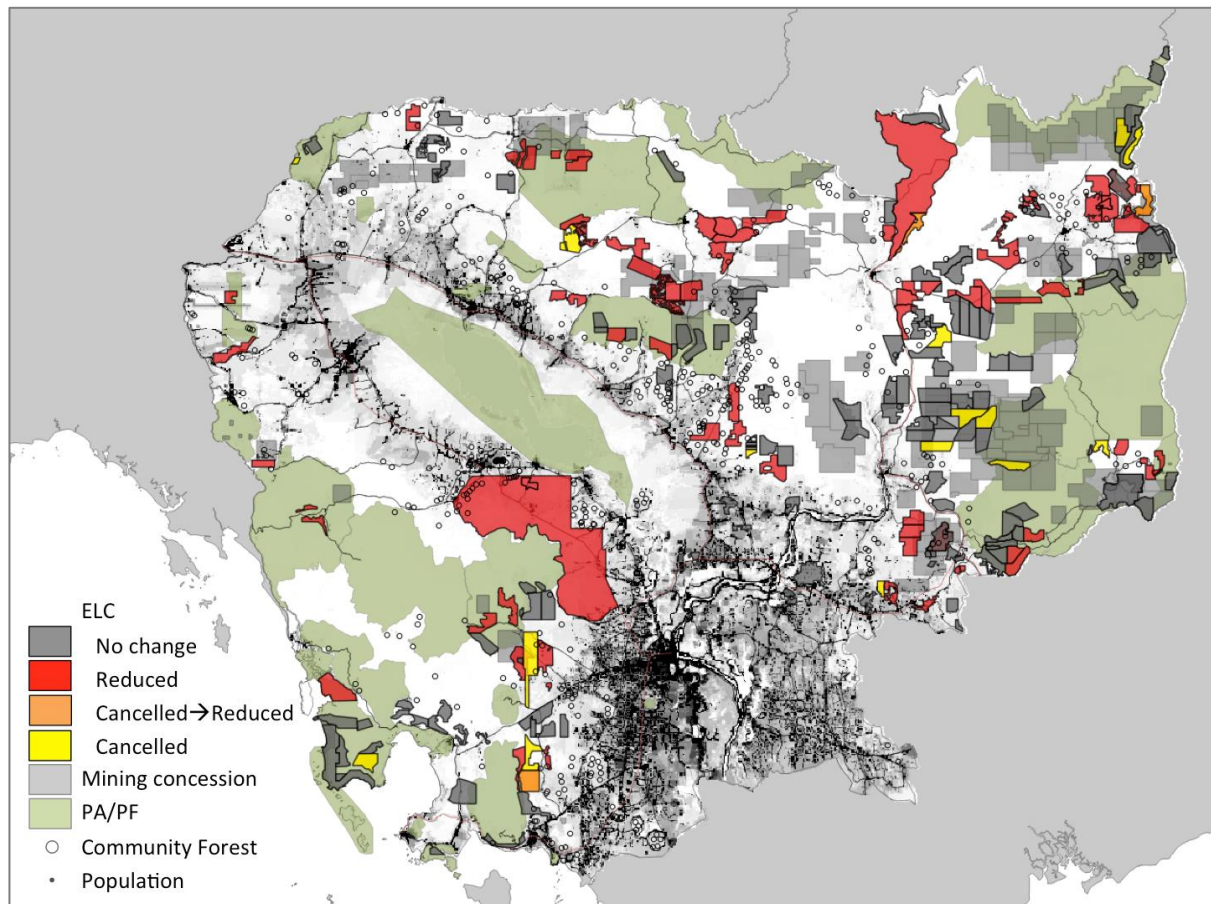 ELC
No change
Reduced
Cancelled→Reduced
Cancelled
Mining concession
PA/PF
Community Forest
Population